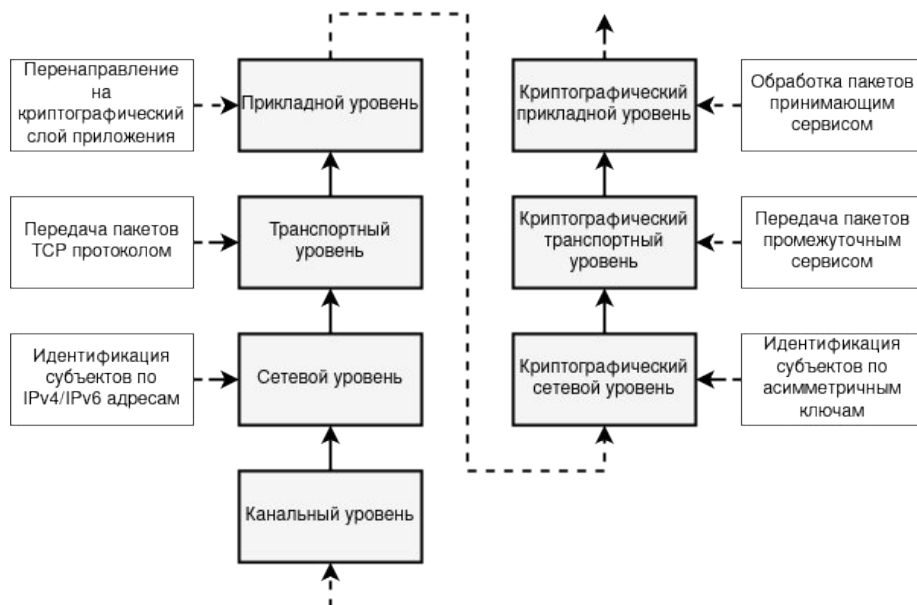 Перенаправление
на
криптографический
слой приложения
Прикладной уровень
Криптографический
прикладной уровень
Обработка пакетов
принимающим
сервисом
Передача пакетов
TCP протоколом
Транспортный
уровень
Криптографический
транспортный
уровень
Передача пакетов
промежуточным
сервисом
Идентификация
субъектов по
IPv4/IPv6 адресам
Сетевой уровень
Криптографический
сетевой уровень
Идентификация
субъектов по
асимметричным
ключам
Канальный уровень